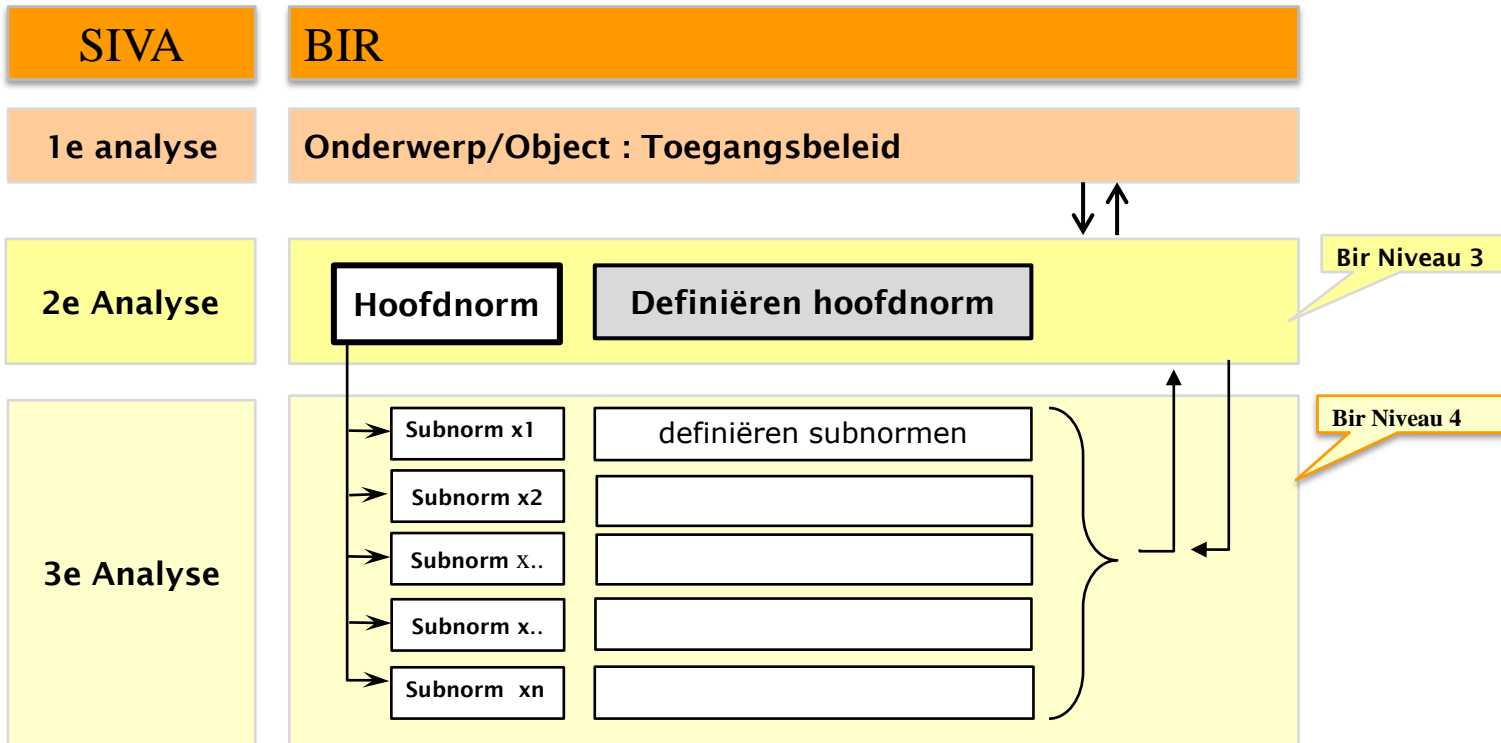 SIVA BIR
1e analyse Onderwerp/Object : Toegangsbeleid
2e Analyse Hoofdnorm Definiëren hoofdnorm Bir Niveau 3
Bir Niveau 4
Subnorm x1 definiëren subnormen
Subnorm x2
3e Analyse Subnorm x..
Subnorm x..
Subnorm xn